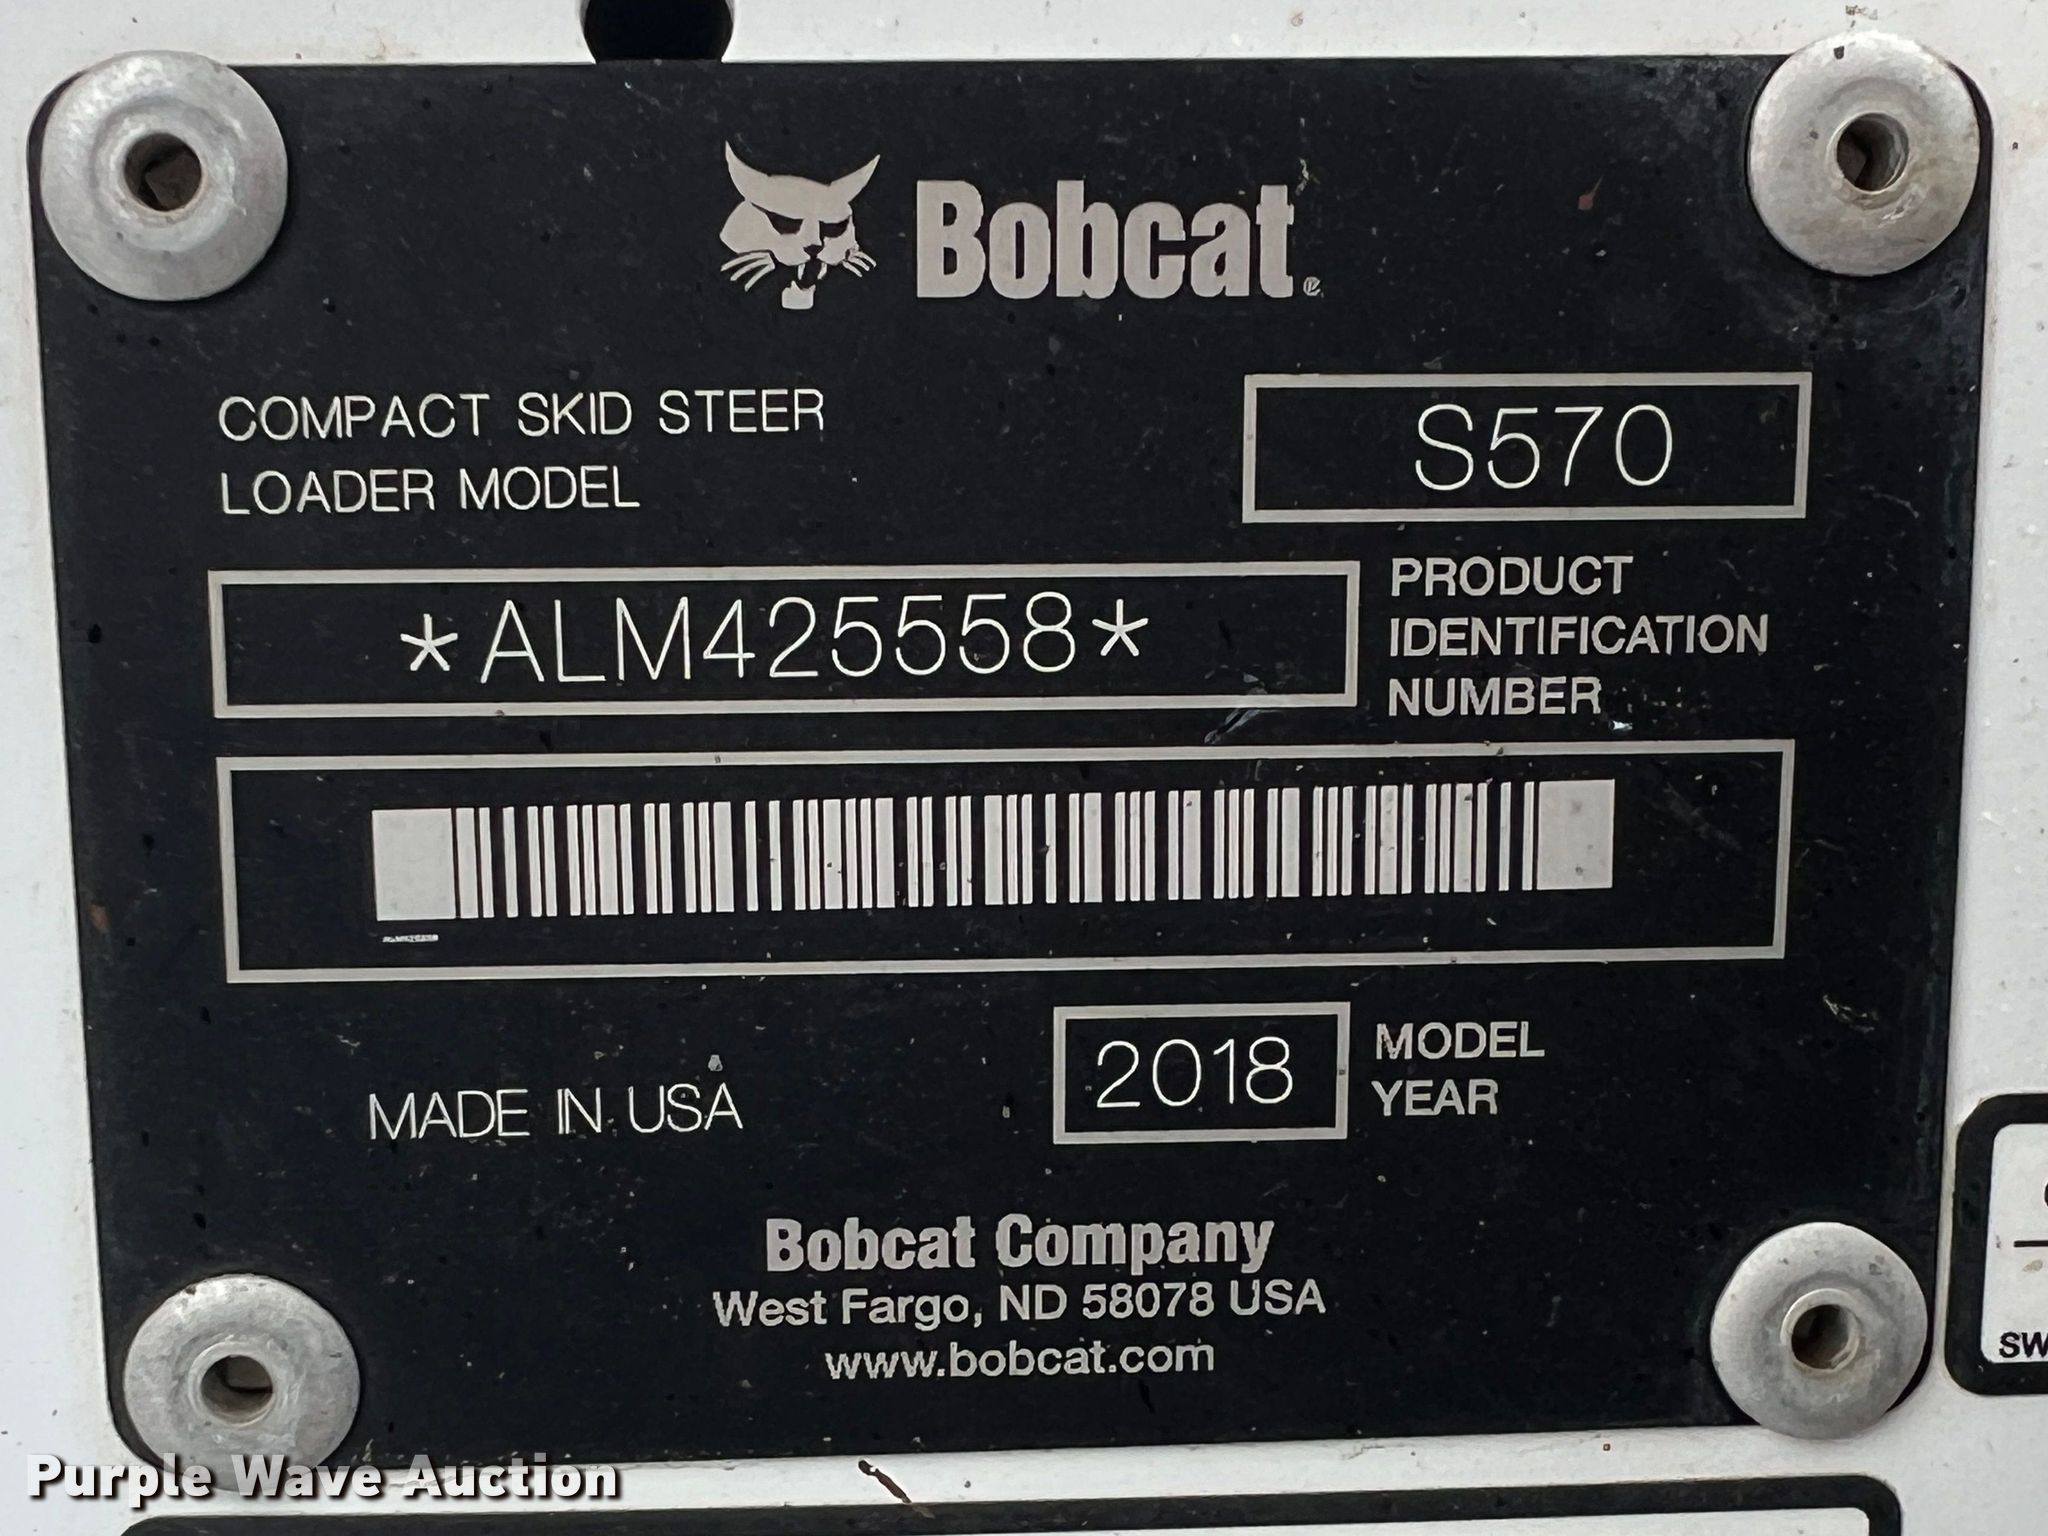 Bobcat®
COMPACT SKID STEER
LOADER MODEL
S570
*ALM425558*
PRODUCT
IDENTIFICATION
NUMBER
MADE IN USA
2018
MODEL
YEAR
Bobcat Company
West Fargo, ND 58078 USA
www.bobcat.com
SW
Purple Wave Auction